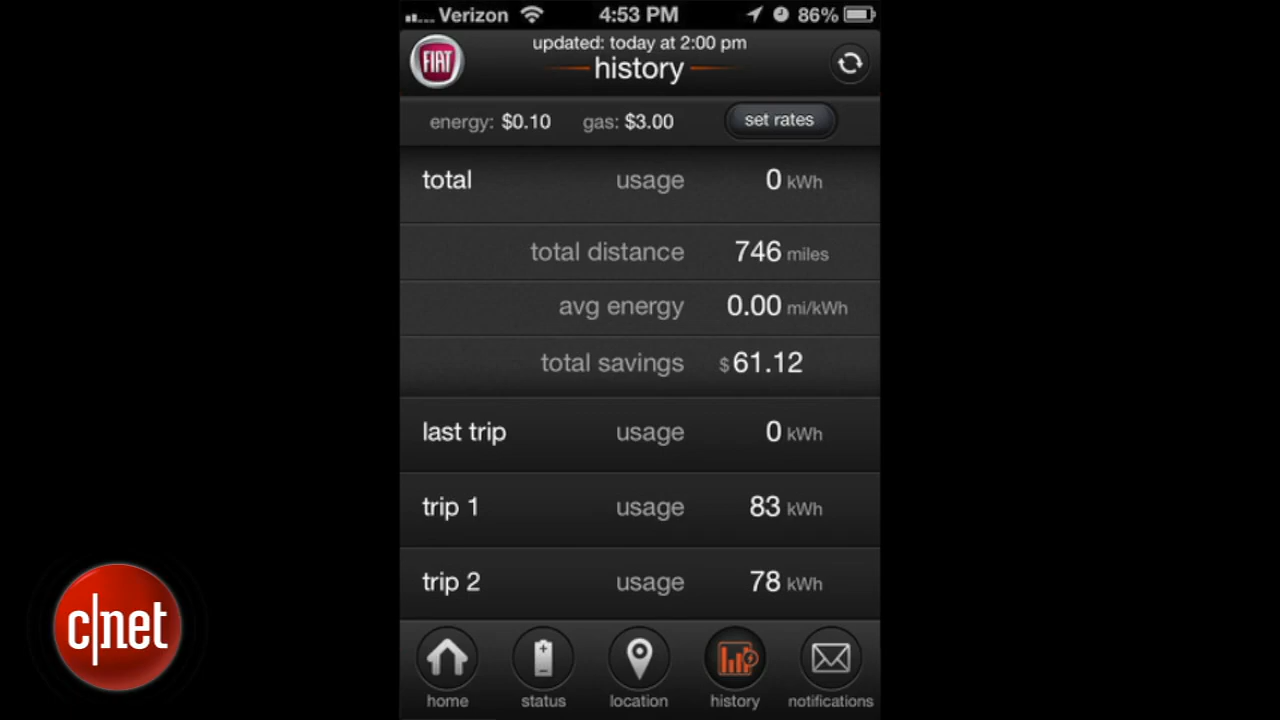 Verizon 4:53 PM 86%
FIAT
updated: today at 2:00 pm
history
energy: $0.10 gas: $3.00 set rates
total usage 0 kWh
total distance 746 miles
avg energy 0.00 mi/kWh
total savings $61.12
last trip usage 0 kWh
trip 1 usage 83 kWh
trip 2 usage 78 kWh
home status location history notifications
c|net